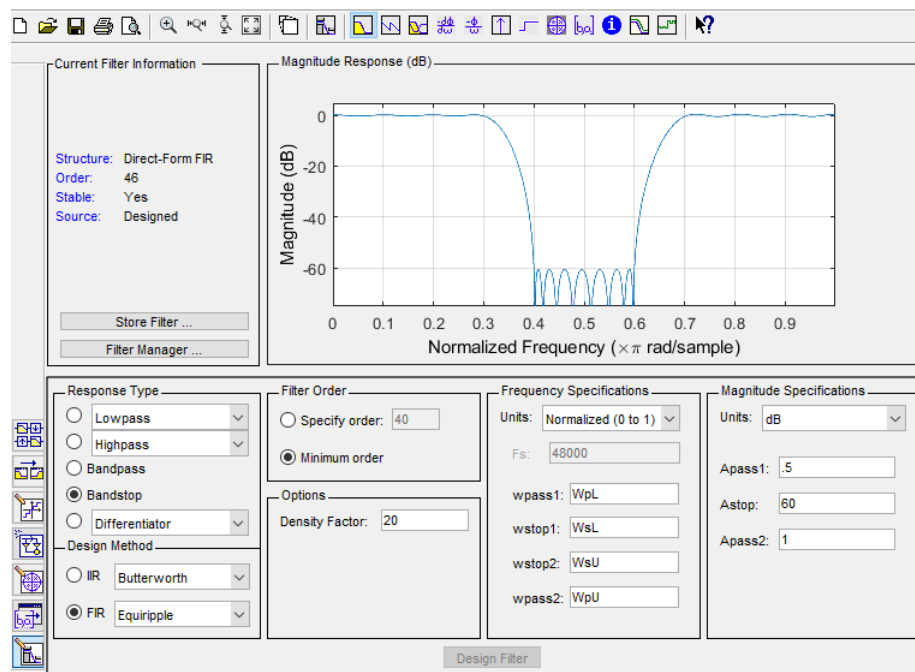 Current Filter Information
Structure: Direct-Form FIR
Order: 46
Stable: Yes
Source: Designed
Store Filter ...
Filter Manager ...
Magnitude Response (dB)
Magnitude (dB)
0
-20
-40
-60
0 0.1 0.2 0.3 0.4 0.5 0.6 0.7 0.8 0.9
Normalized Frequency (×π rad/sample)
Response Type
Lowpass
Highpass
Bandpass
Bandstop
Differentiator
Design Method
IIR Butterworth
FIR Equiripple
Filter Order
Specify order: 40
Minimum order
Options
Density Factor: 20
Frequency Specifications
Units: Normalized (0 to 1)
Fs: 48000
wpass1: WpL
wstop1: WsL
wstop2: WsU
wpass2: WpU
Magnitude Specifications
Units: dB
Apass1: .5
Astop: 60
Apass2: 1
Design Filter